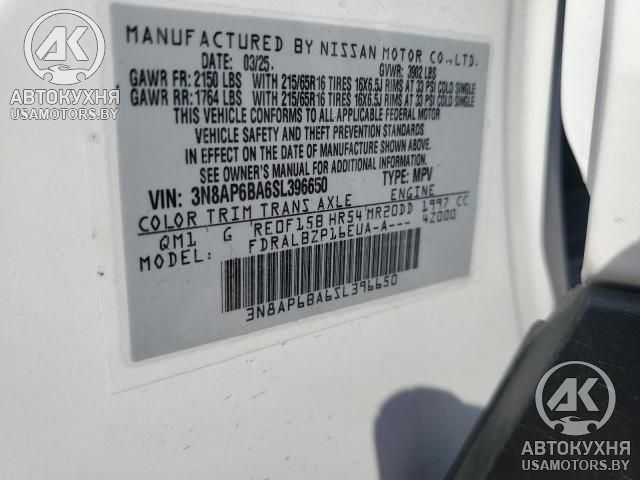 MANUFACTURED BY NISSAN MOTOR CO.,LTD.
DATE: 03/25. GVWR: 3902 LBS
GAWR FR: 2150 LBS WITH 215/65R16 TIRES 16X6.5J RIMS AT 33 PSI COLD SINGLE
GAWR RR: 1764 LBS WITH 215/65R16 TIRES 16X6.5J RIMS AT 33 PSI COLD SINGLE
THIS VEHICLE CONFORMS TO ALL APPLICABLE FEDERAL MOTOR
VEHICLE SAFETY AND THEFT PREVENTION STANDARDS
IN EFFECT ON THE DATE OF MANUFACTURE SHOWN ABOVE.
SEE OWNER'S MANUAL FOR ADDITIONAL INFORMATION.
VIN: 3N8AP6BA6SL396650 TYPE: MPV
COLOR TRIM TRANS AXLE ENGINE
QM1 G RE0F15B HR54 MR20DD 1997 CC
MODEL: FDRALBZP16EUA-A--- 42000
3N8AP6BA6SL396650
АВТОКУХНЯ
USAMOTORS.BY
АВТОКУХНЯ
USAMOTORS.BY
АК
АВТОКУХНЯ
USAMOTORS.BY